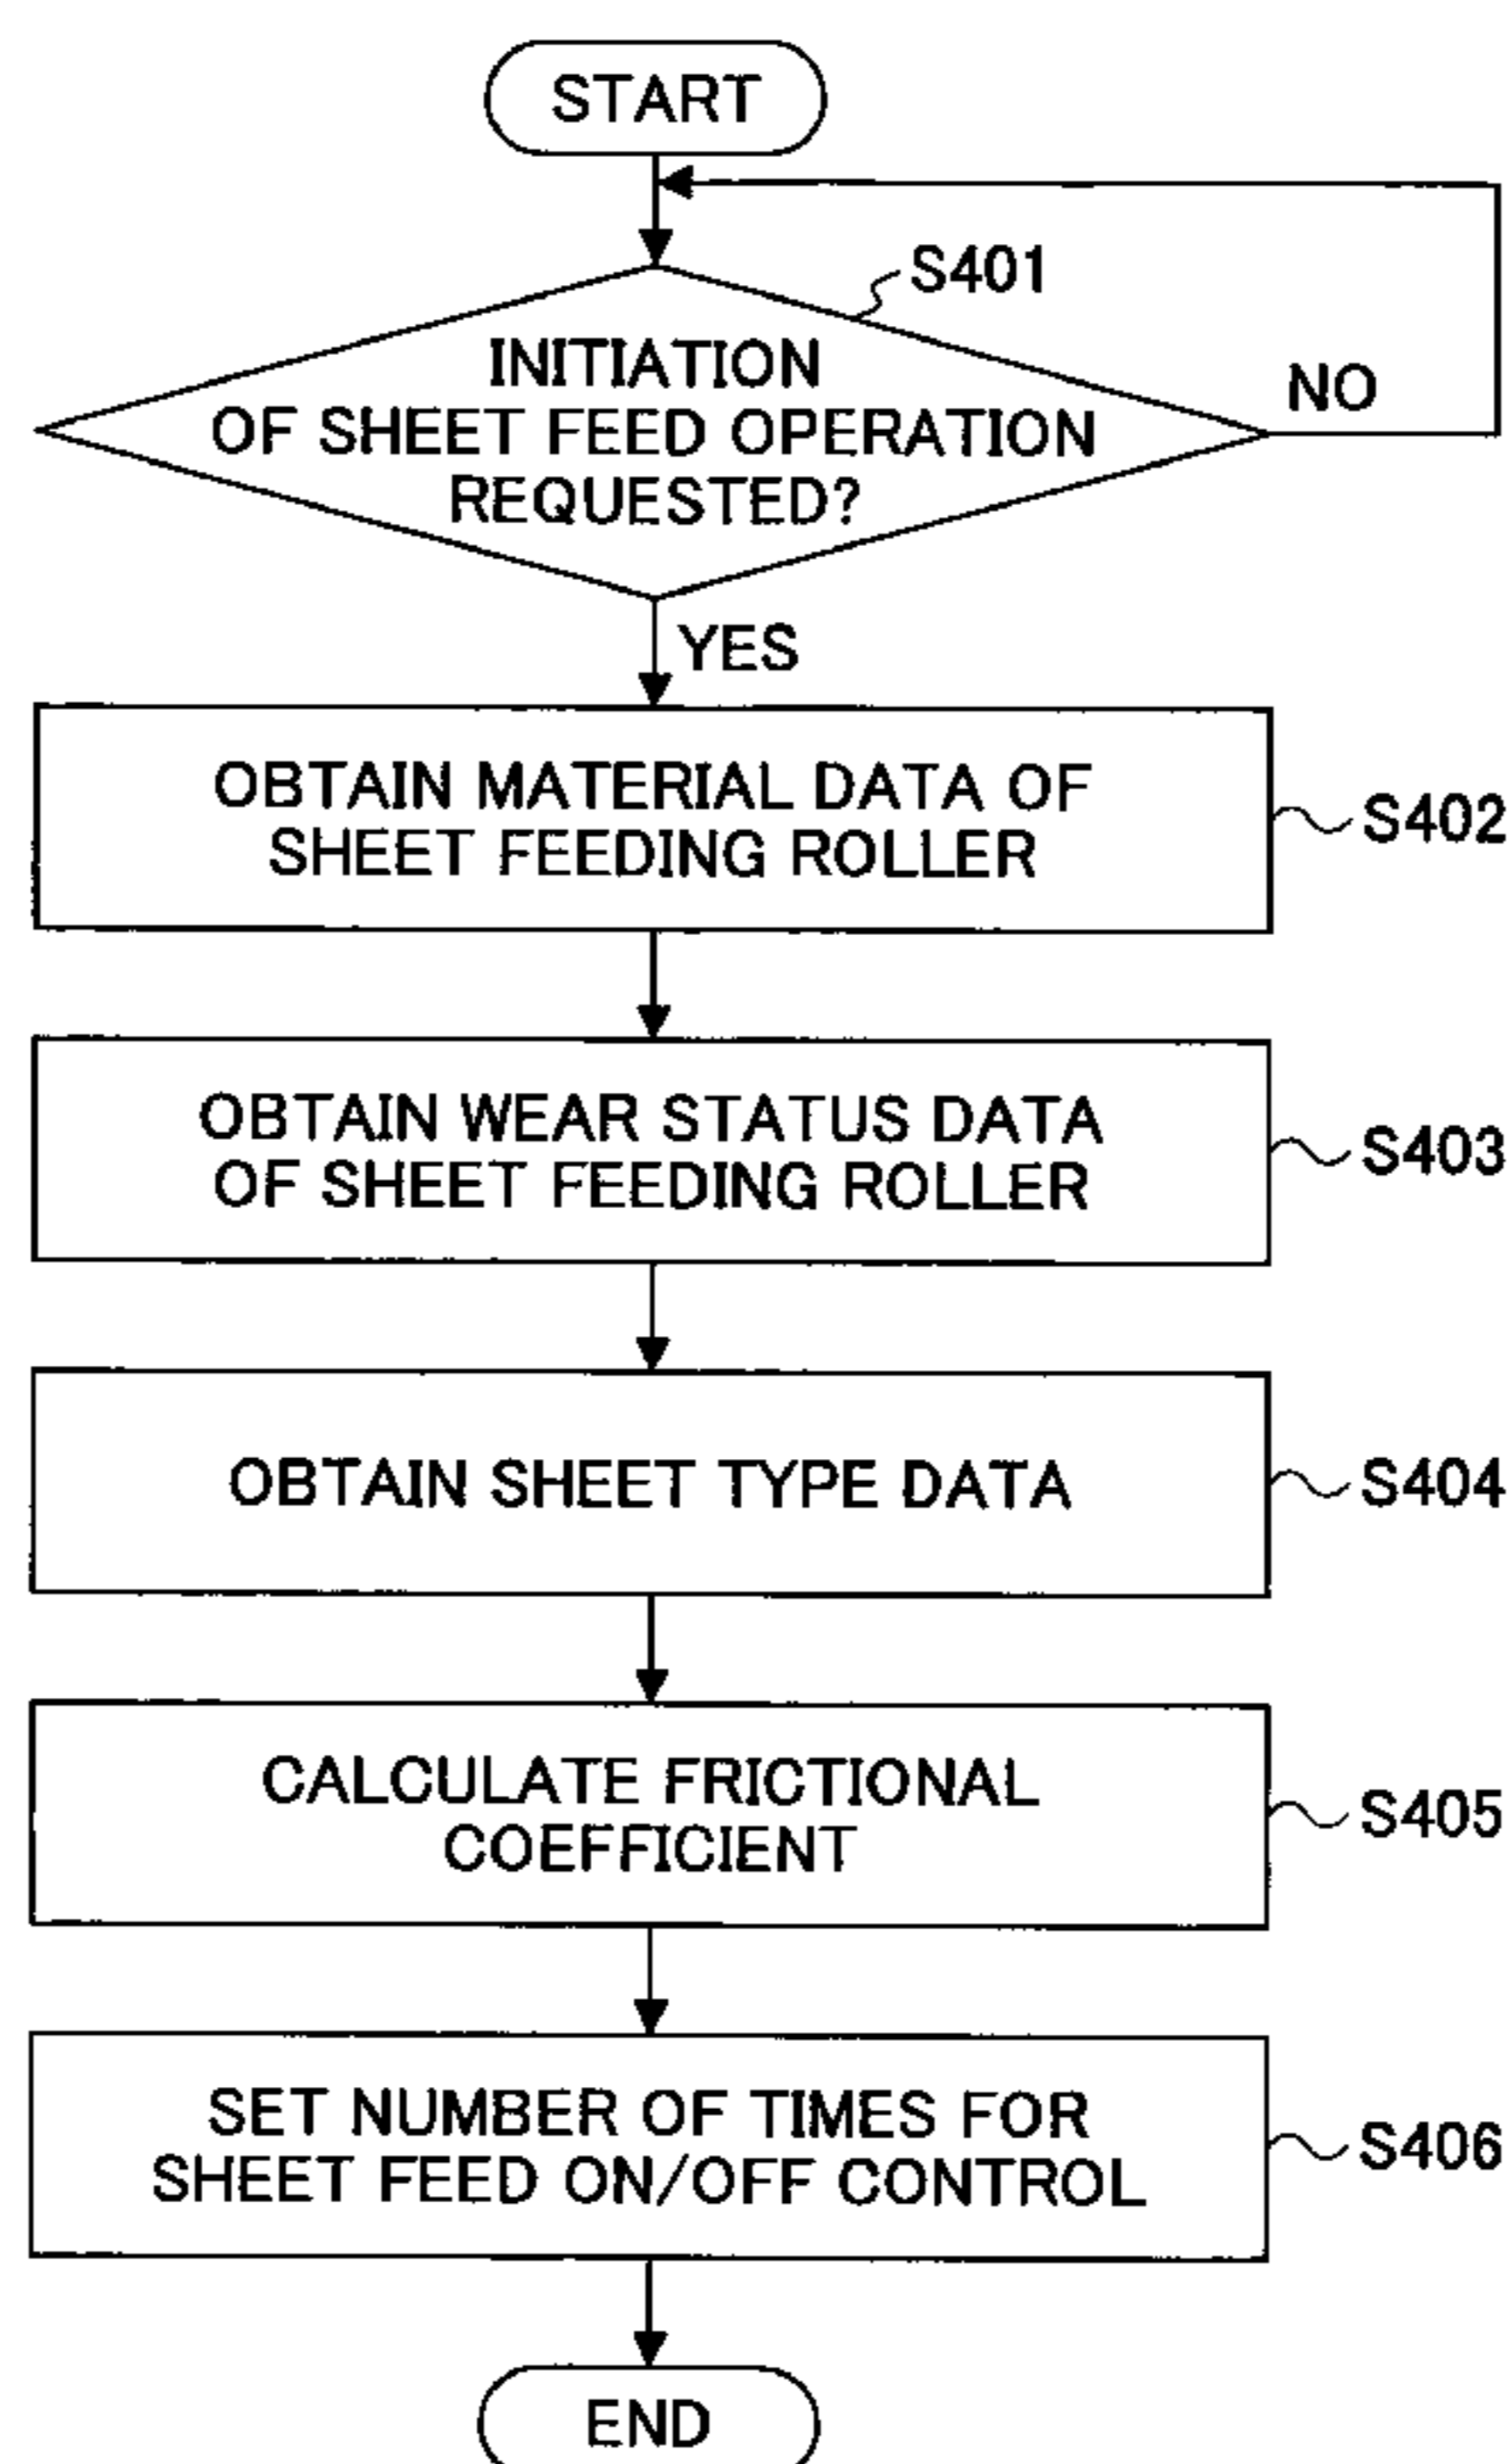 START
S401
INITIATION
OF SHEET FEED OPERATION
REQUESTED?
NO
YES
OBTAIN MATERIAL DATA OF
SHEET FEEDING ROLLER
S402
OBTAIN WEAR STATUS DATA
OF SHEET FEEDING ROLLER
S403
OBTAIN SHEET TYPE DATA
S404
CALCULATE FRICTIONAL
COEFFICIENT
S405
SET NUMBER OF TIMES FOR
SHEET FEED ON/OFF CONTROL
S406
END